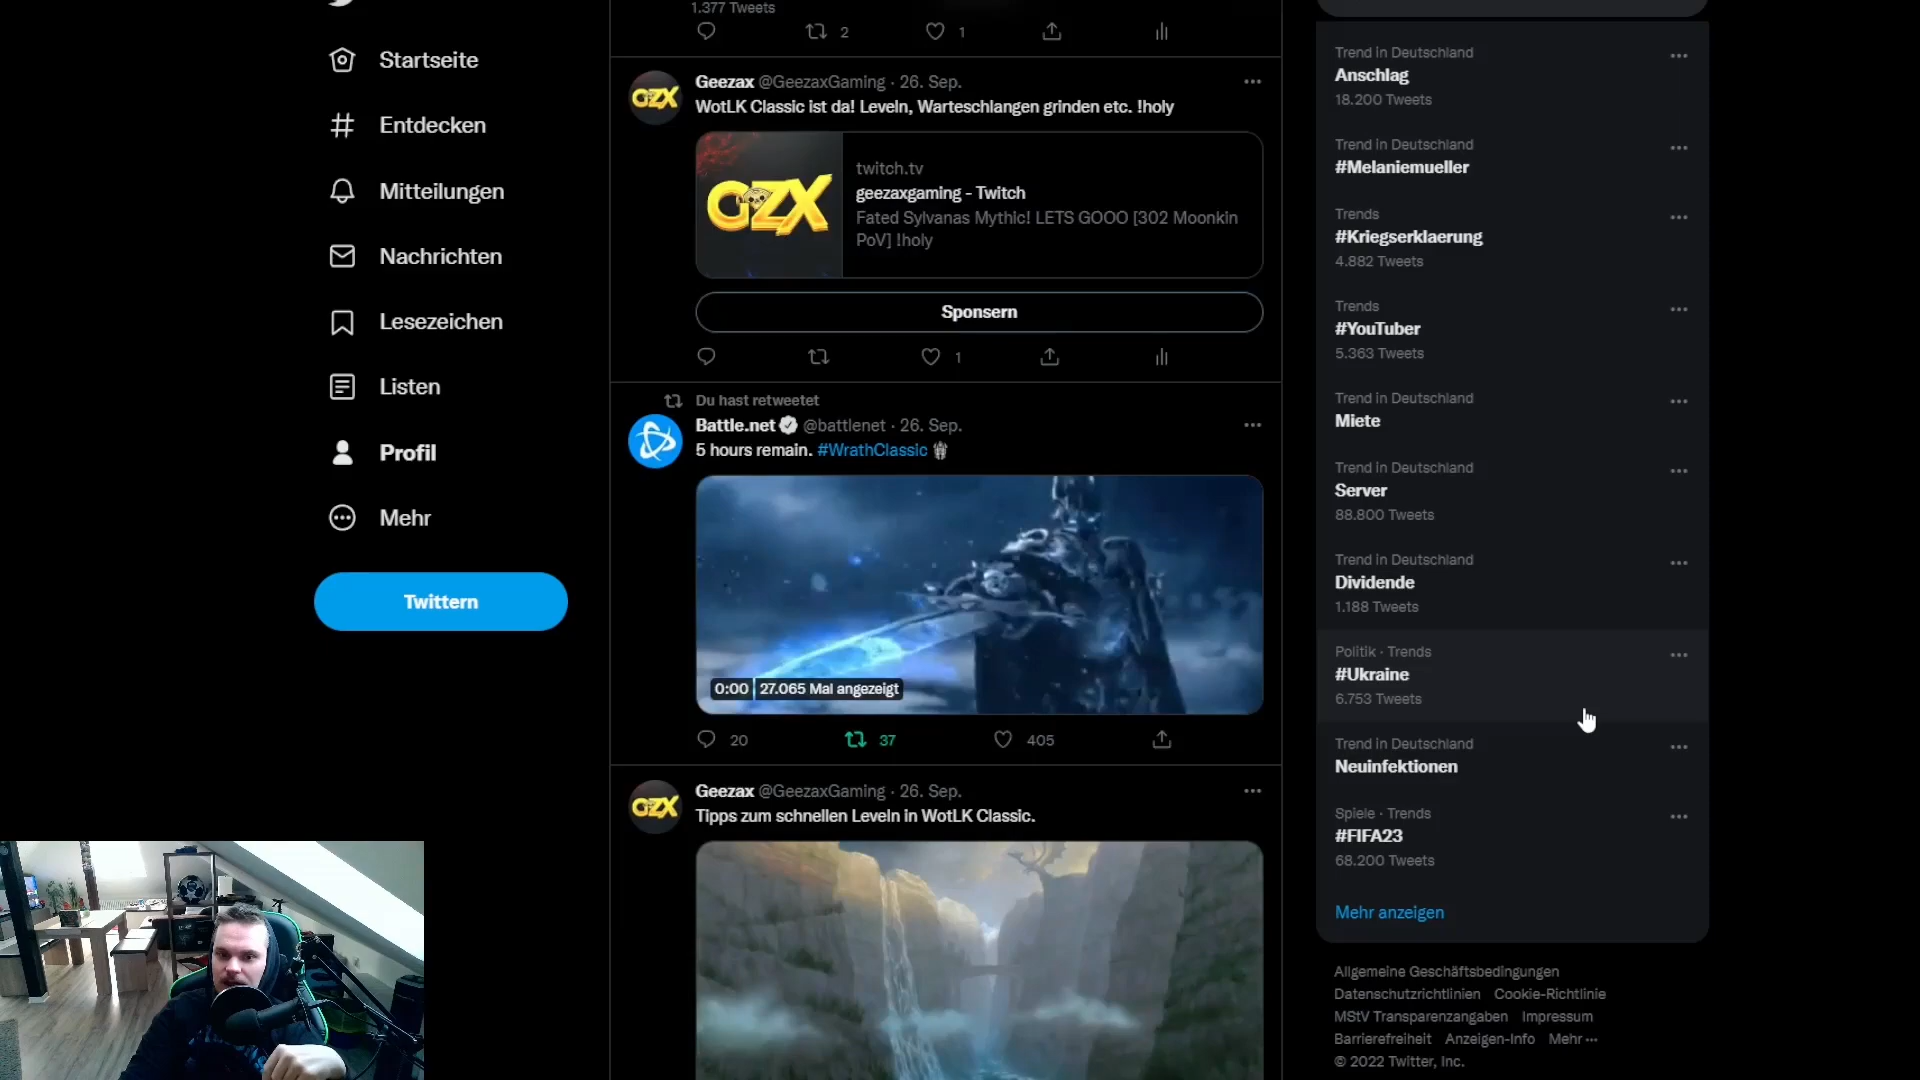 Startseite
Entdecken
Mitteilungen
Nachrichten
Lesezeichen
Listen
Profil
Mehr
Twittern
1.377 Tweets
2
1
Geezax @GeezaxGaming · 26. Sep.
WotLK Classic ist da! Leveln, Warteschlangen grinden etc. !holy
GZX
GZX
twitch.tv
geezaxgaming - Twitch
Fated Sylvanas Mythic! LETS GOOO [302 Moonkin
PoV] !holy
Sponsern
1
Du hast retweetet
Battle.net @battlenet · 26. Sep.
5 hours remain. #WrathClassic
0:00 27.065 Mal angezeigt
20
37
405
Geezax @GeezaxGaming · 26. Sep.
GZX
Tipps zum schnellen Leveln in WotLK Classic.
Trend in Deutschland
Anschlag
18.200 Tweets
Trend in Deutschland
#Melaniemueller
Trends
#Kriegserklaerung
4.882 Tweets
Trends
#YouTuber
5.363 Tweets
Trend in Deutschland
Miete
Trend in Deutschland
Server
88.800 Tweets
Trend in Deutschland
Dividende
1.188 Tweets
Politik · Trends
#Ukraine
6.753 Tweets
Trend in Deutschland
Neuinfektionen
Spiele · Trends
#FIFA23
68.200 Tweets
Mehr anzeigen
Allgemeine Geschäftsbedingungen
Datenschutzrichtlinien Cookie-Richtlinie
MStV Transparenzangaben Impressum
Barrierefreiheit Anzeigen-Info Mehr ···
© 2022 Twitter, Inc.